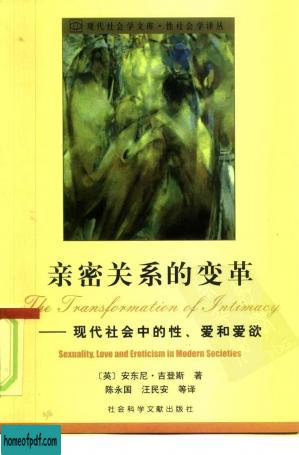 现代社会学文库·性社会学译丛
亲密关系的变革
The Transformation of Intimacy
——现代社会中的性、爱和爱欲
Sexuality, Love and Eroticism in Modern Societies
〔英〕安东尼·吉登斯 著
陈永国 汪民安 等译
社会科学文献出版社
homeofpdf.com